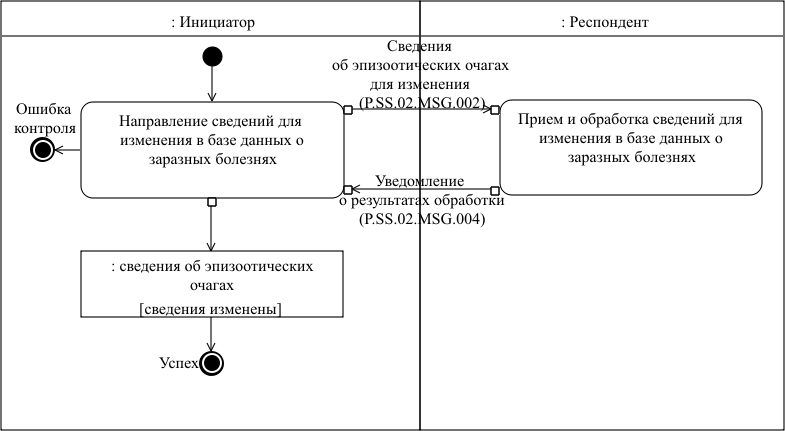 : Инициатор
: Респондент
Сведения
об эпизоотических очагах
для изменения
(P.SS.02.MSG.002)
Ошибка
контроля
Направление сведений для
изменения в базе данных о
заразных болезнях
Прием и обработка сведений для
изменения в базе данных о
заразных болезнях
Уведомление
о результатах обработки
(P.SS.02.MSG.004)
: сведения об эпизоотических
очагах
[сведения изменены]
Успех